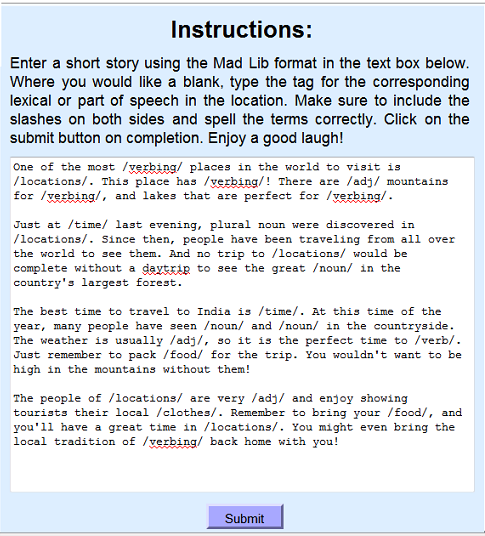 Instructions:
Enter a short story using the Mad Lib format in the text box below.
Where you would like a blank, type the tag for the corresponding
lexical or part of speech in the location. Make sure to include the
slashes on both sides and spell the terms correctly. Click on the
submit button on completion. Enjoy a good laugh!
One of the most /verbing/ places in the world to visit is
/locations/. This place has /verbing/! There are /adj/ mountains
for /verbing/, and lakes that are perfect for /verbing/.
Just at /time/ last evening, plural noun were discovered in
/locations/. Since then, people have been traveling from all over
the world to see them. And no trip to /locations/ would be
complete without a daytrip to see the great /noun/ in the
country's largest forest.
The best time to travel to India is /time/. At this time of the
year, many people have seen /noun/ and /noun/ in the countryside.
The weather is usually /adj/, so it is the perfect time to /verb/.
Just remember to pack /food/ for the trip. You wouldn't want to be
high in the mountains without them!
The people of /locations/ are very /adj/ and enjoy showing
tourists their local /clothes/. Remember to bring your /food/, and
you'll have a great time in /locations/. You might even bring the
local tradition of /verbing/ back home with you!
Submit